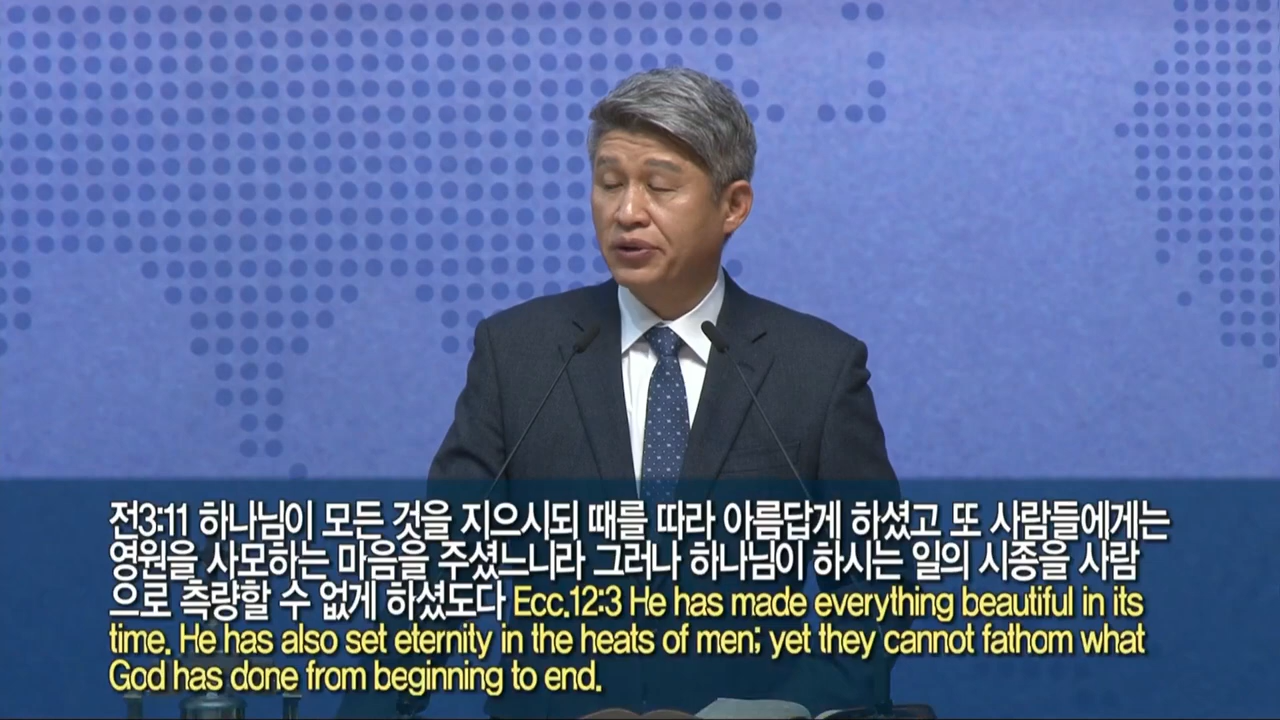 전3:11 하나님이 모든 것을 지으시되 때를 따라 아름답게 하셨고 또 사람들에게는
영원을 사모하는 마음을 주셨느니라 그러나 하나님이 하시는 일의 시종을 사람
으로 측량할 수 없게 하셨도다 Ecc.12:3 He has made everything beautiful in its
time. He has also set eternity in the heats of men; yet they cannot fathom what
God has done from beginning to end.